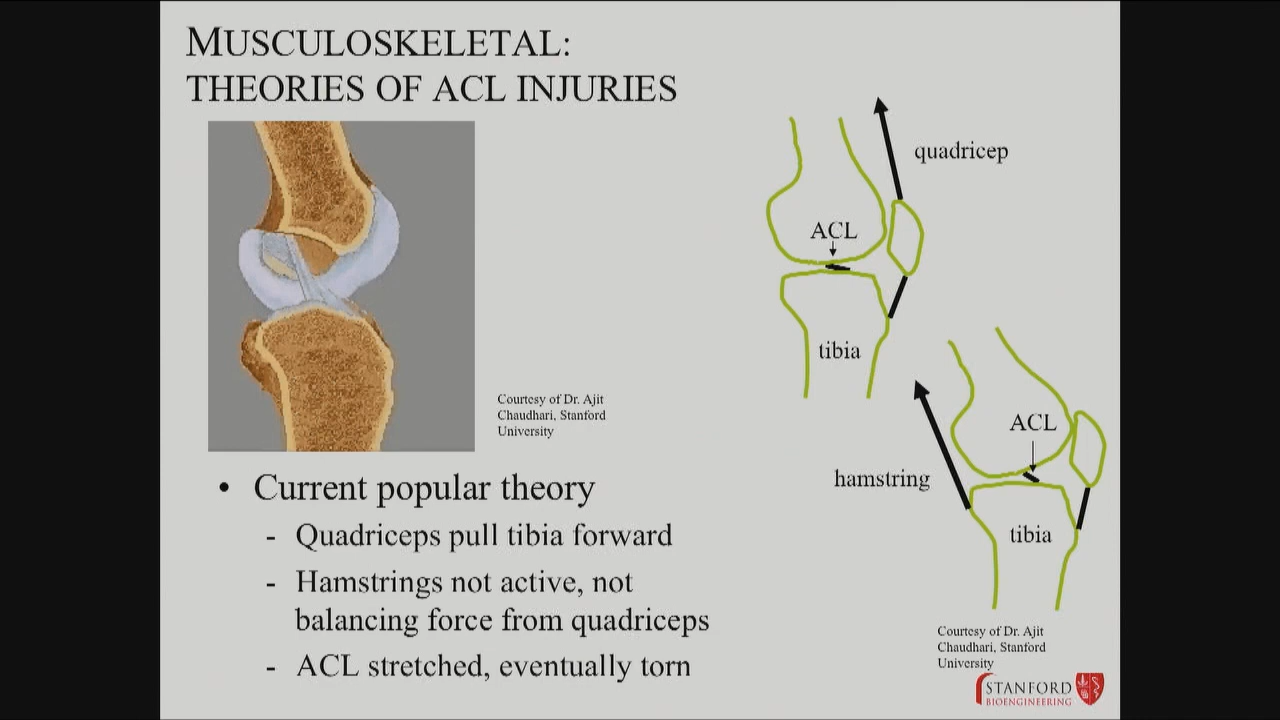 MUSCULOSKELETAL:
THEORIES OF ACL INJURIES
quadricep
ACL
tibia
Courtesy of Dr. Ajit
Chaudhari, Stanford
University
ACL
hamstring
tibia
• Current popular theory
- Quadriceps pull tibia forward
- Hamstrings not active, not
balancing force from quadriceps
- ACL stretched, eventually torn
Courtesy of Dr. Ajit
Chaudhari, Stanford
University
STANFORD
BIOENGINEERING